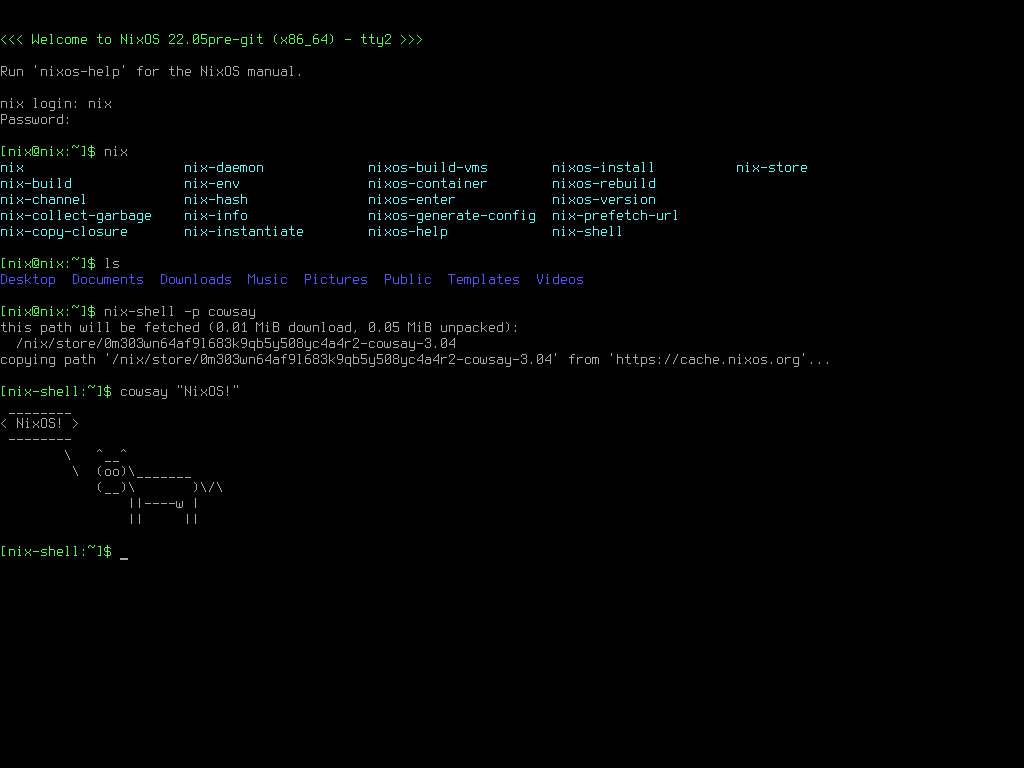 <<< Welcome to NixOS 22.05pre-git (x86_64) - tty2 >>>
Run 'nixos-help' for the NixOS manual.
nix login: nix
Password:
[nix@nix:~]$ nix
nix                    nix-daemon             nixos-build-vms        nixos-install          nix-store
nix-build              nix-env                nixos-container        nixos-rebuild
nix-channel            nix-hash               nixos-enter            nixos-version
nix-collect-garbage    nix-info               nixos-generate-config  nix-prefetch-url
nix-copy-closure       nix-instantiate        nixos-help             nix-shell
[nix@nix:~]$ ls
Desktop  Documents  Downloads  Music  Pictures  Public  Templates  Videos
[nix@nix:~]$ nix-shell -p cowsay
this path will be fetched (0.01 MiB download, 0.05 MiB unpacked):
  /nix/store/0m303wn64af9l683k9qb5y508yc4a4r2-cowsay-3.04
copying path '/nix/store/0m303wn64af9l683k9qb5y508yc4a4r2-cowsay-3.04' from 'https://cache.nixos.org'...
[nix-shell:~]$ cowsay "NixOS!"
 ________
< NixOS! >
 --------
        \   ^__^
         \  (oo)\_______
            (__)\       )\/\
                ||----w |
                ||     ||
[nix-shell:~]$ _